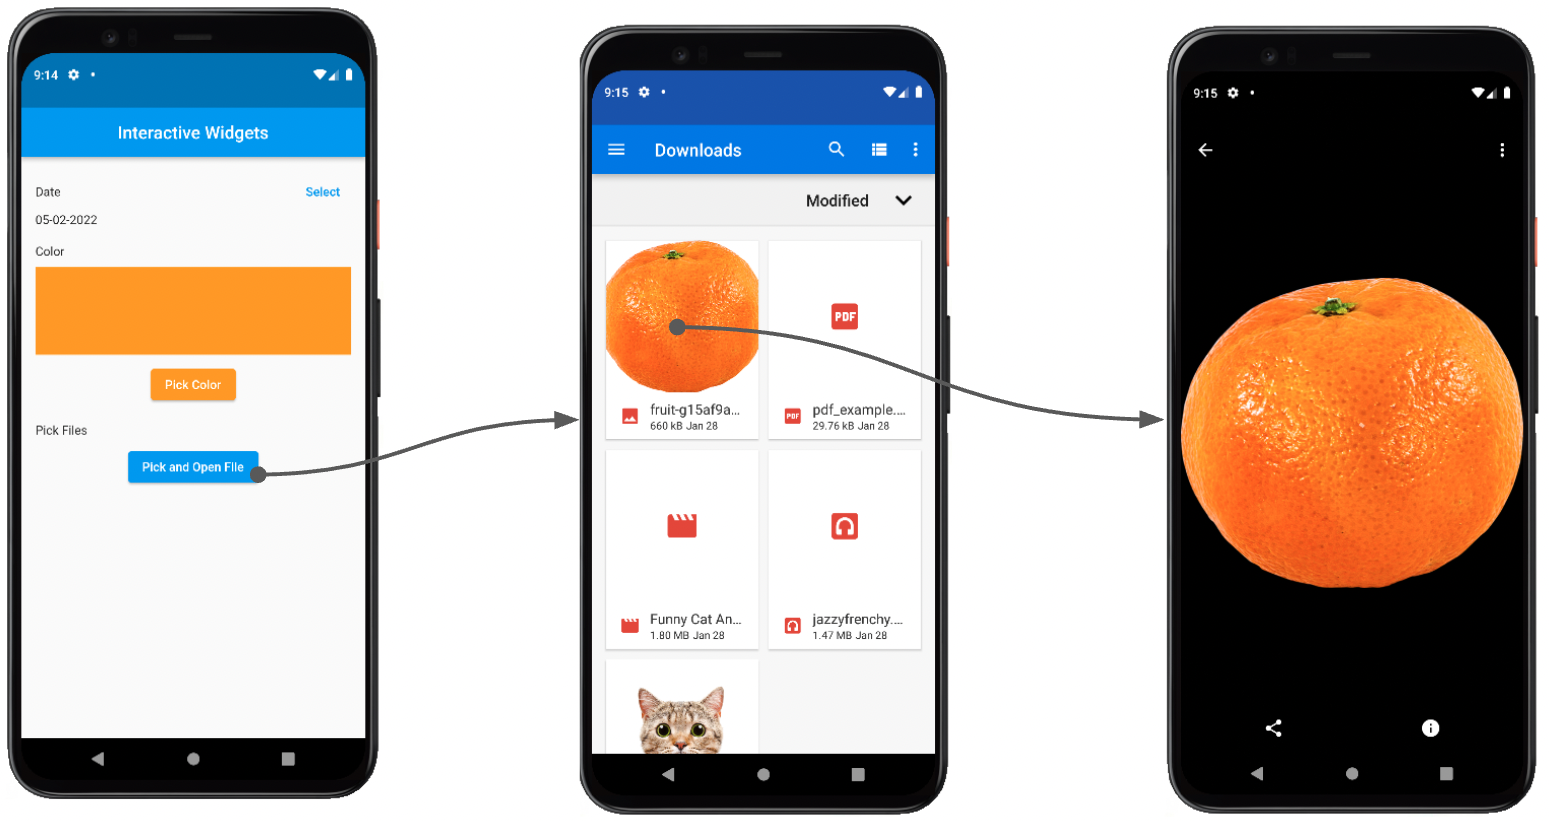 9:14
Interactive Widgets
Date
Select
05-02-2022
Color
Pick Color
Pick Files
Pick and Open File
9:15
Downloads
Modified
PDF
fruit-g15af9a...
660 kB Jan 28
PDF
pdf_example....
29.76 kB Jan 28
Funny Cat An...
1.80 MB Jan 28
jazzyfrenchy....
1.47 MB Jan 28
9:15